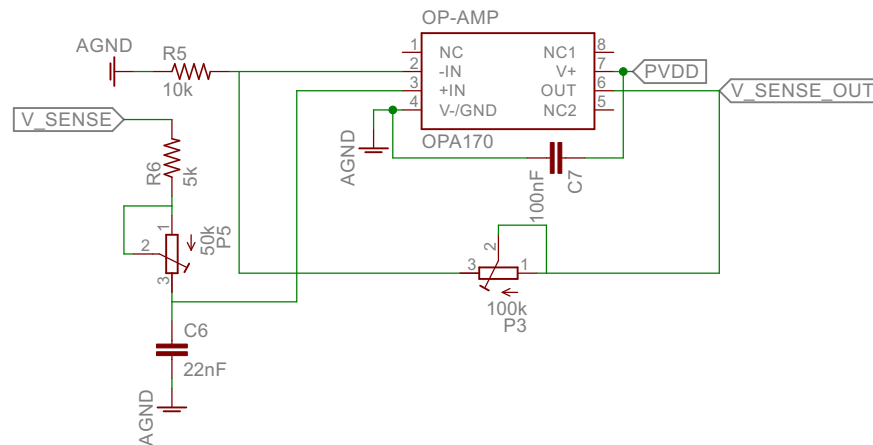 OP-AMP
AGND
R5
10k
1
NC
NC1
8
2
-IN
V+
7
PVDD
3
+IN
OUT
6
V_SENSE_OUT
4
V-/GND
NC2
5
V_SENSE
OPA170
AGND
R6
5k
100nF
C7
1
2
3
50k
P5
2
3
1
100k
P3
C6
22nF
AGND